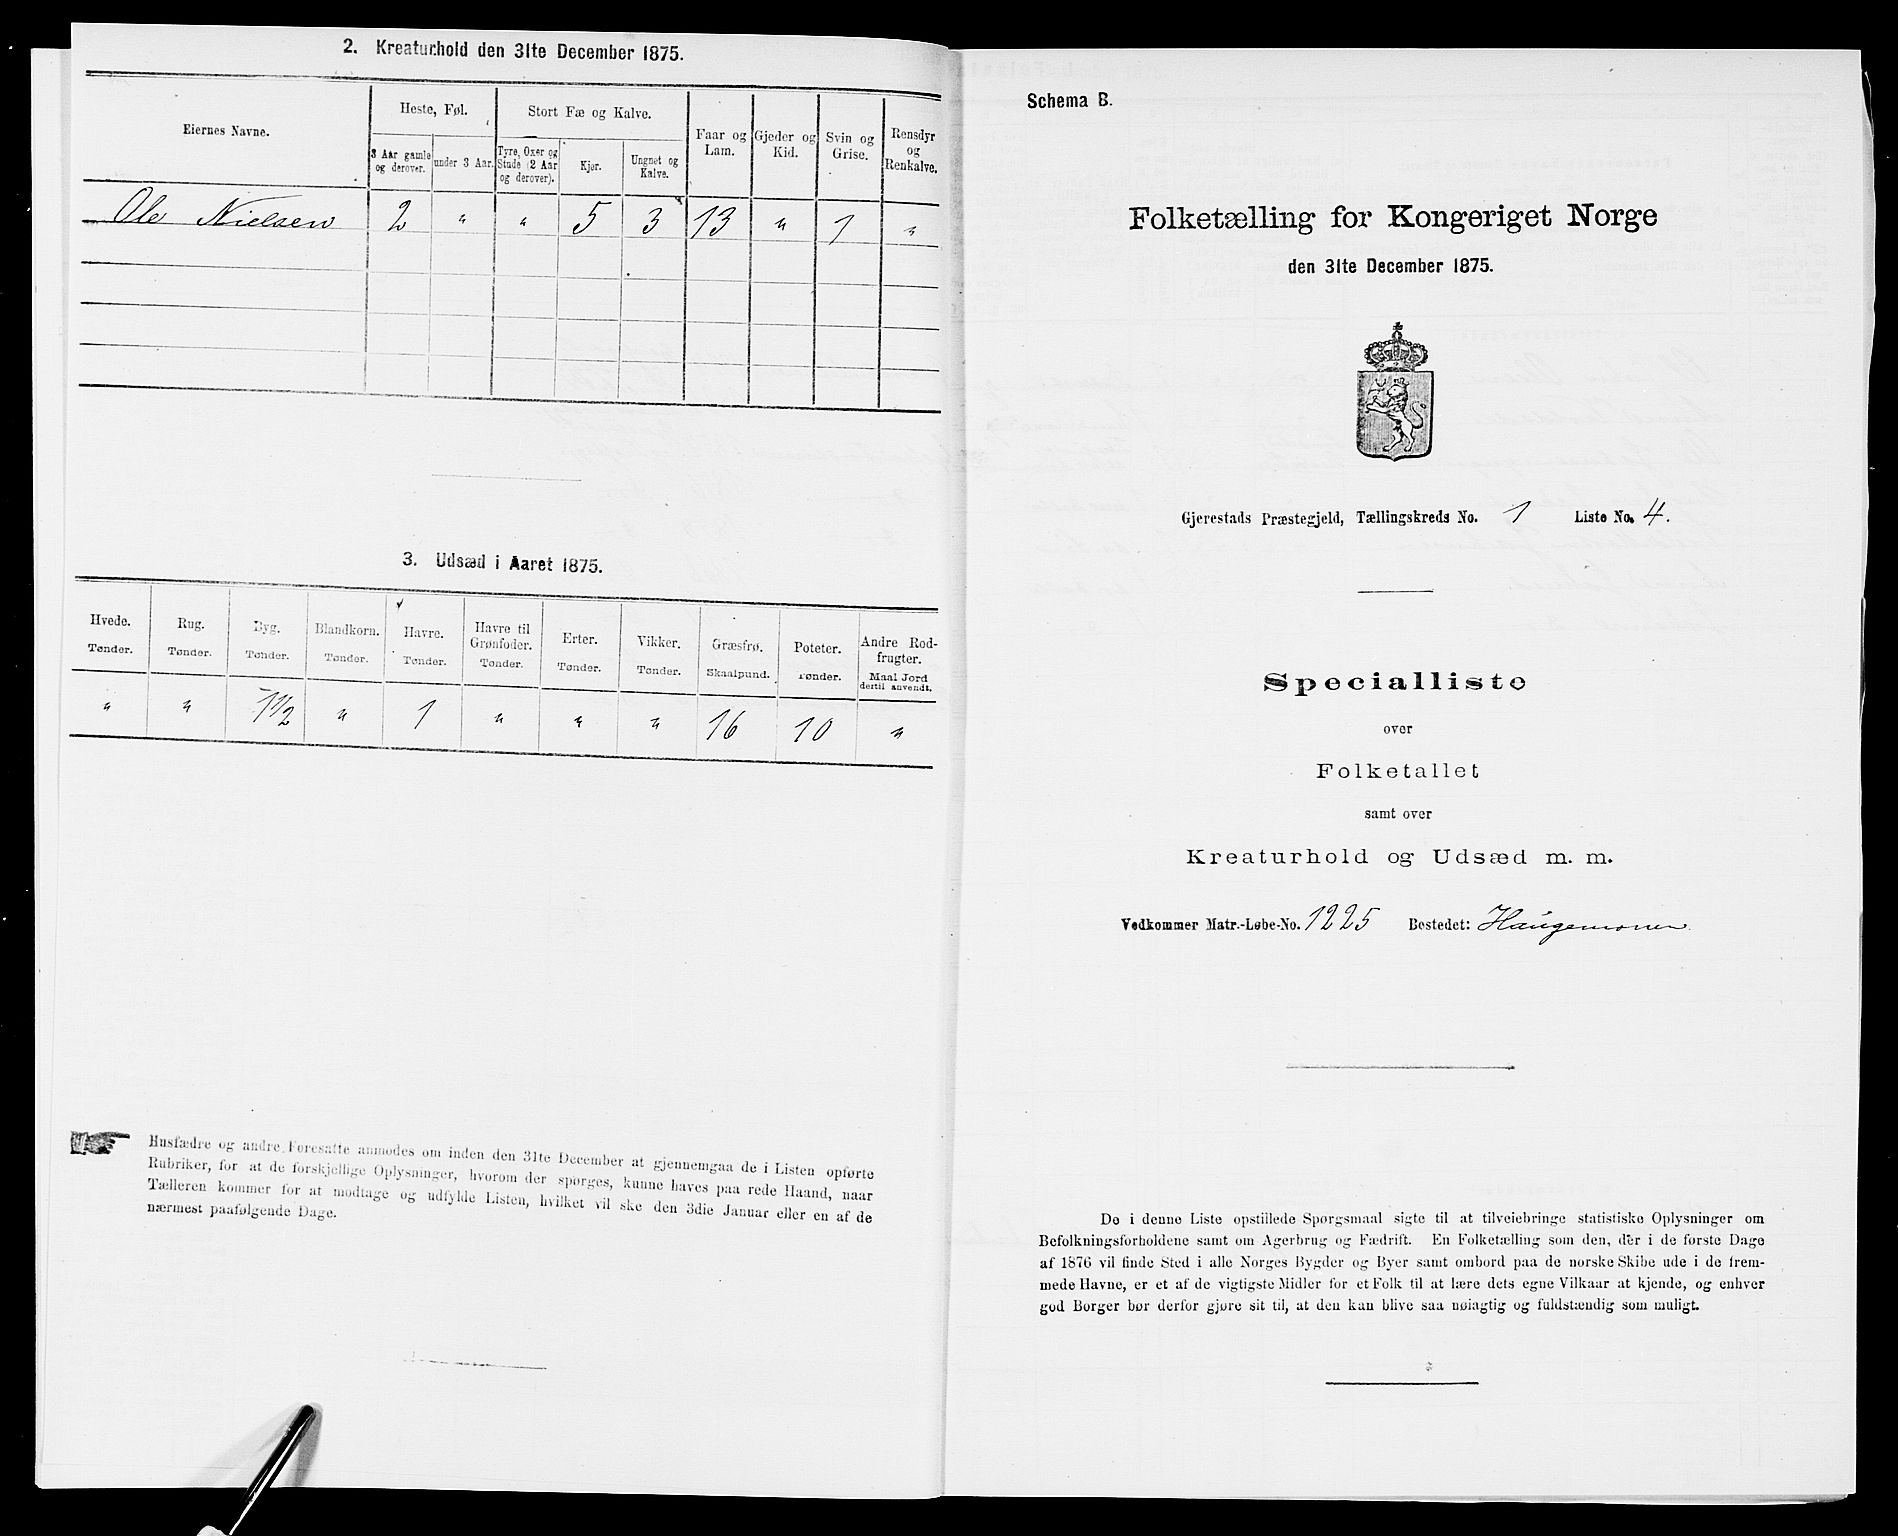 2. Kreaturhold den 31te December 1875.
Eiernes Navne.
Heste, Føl.
3 Aar gamle og derover.
under 3 Aar.
Stort Fæ og Kalve.
Tyre, Oxer og Stude (2 Aar og derover).
Kjør.
Ungnet og Kalve.
Faar og Lam.
Gjeder og Kid.
Svin og Grise.
Rensdyr og Renkalve.
Ole Nielsen 2 " " 5 3 13 " 1 "
3. Udsæd i Aaret 1875.
Hvede. Rug. Byg. Blandkorn. Havre. Havre til Grønfoder. Erter. Vikker. Græsfrø. Poteter. Andre Rodfrugter.
Tønder. Tønder. Tønder. Tønder. Tønder. Tønder. Tønder. Tønder. Skaalpund. Tønder. Maal Jord dertil anvendt.
" " 1 1/2 " 1 " " " 16 10 "
Husfædre og andre Foresatte anmodes om inden den 31te December at gjennemgaa de i Listen opførte
Rubriker, for at de forskjellige Oplysninger, hvorom der spørges, kunne haves paa rede Haand, naar
Tælleren kommer for at modtage og udfylde Listen, hvilket vil ske den 3die Januar eller en af de
nærmest paafølgende Dage.
Schema B.
Folketælling for Kongeriget Norge
den 31te December 1875.
Gjerestads Præstegjeld, Tællingskreds No. 1 Liste No. 4.
Specialliste
over
Folketallet
samt over
Kreaturhold og Udsæd m. m.
Vedkommer Matr.-Løbe-No. 1225 Bostedet: Haugemonen
De i denne Liste opstillede Spørgsmaal sigte til at tilveiebringe statistiske Oplysninger om
Befolkningsforholdene samt om Agerbrug og Fædrift. En Folketælling som den, der i de første Dage
af 1876 vil finde Sted i alle Norges Bygder og Byer samt ombord paa de norske Skibe ude i de frem-
mede Havne, er et af de vigtigste Midler for et Folk til at lære dets egne Vilkaar at kjende, og enhver
god Borger bør derfor gjøre sit til, at den kan blive saa nøiagtig og fuldstændig som muligt.